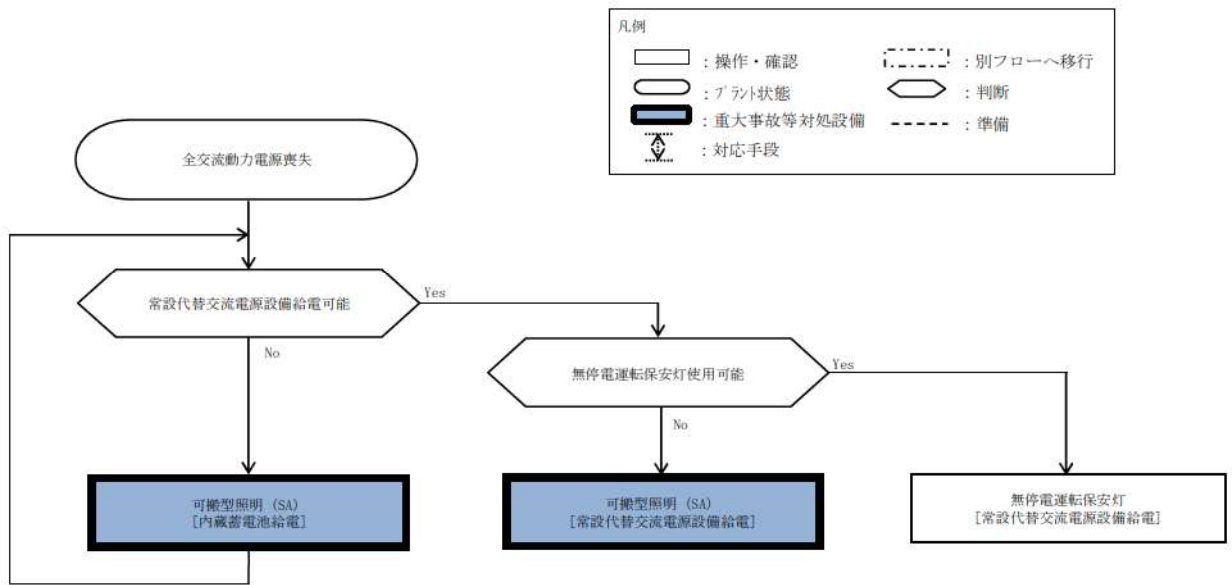 凡例
：操作・確認
：別フローへ移行
：プラント状態
：判断
：重大事故等対処設備
：準備
：対応手段
全交流動力電源喪失
常設代替交流電源設備給電可能
Yes
No
無停電運転保安灯使用可能
Yes
No
可搬型照明（SA）
[内蔵蓄電池給電]
可搬型照明（SA）
[常設代替交流電源設備給電]
無停電運転保安灯
[常設代替交流電源設備給電]